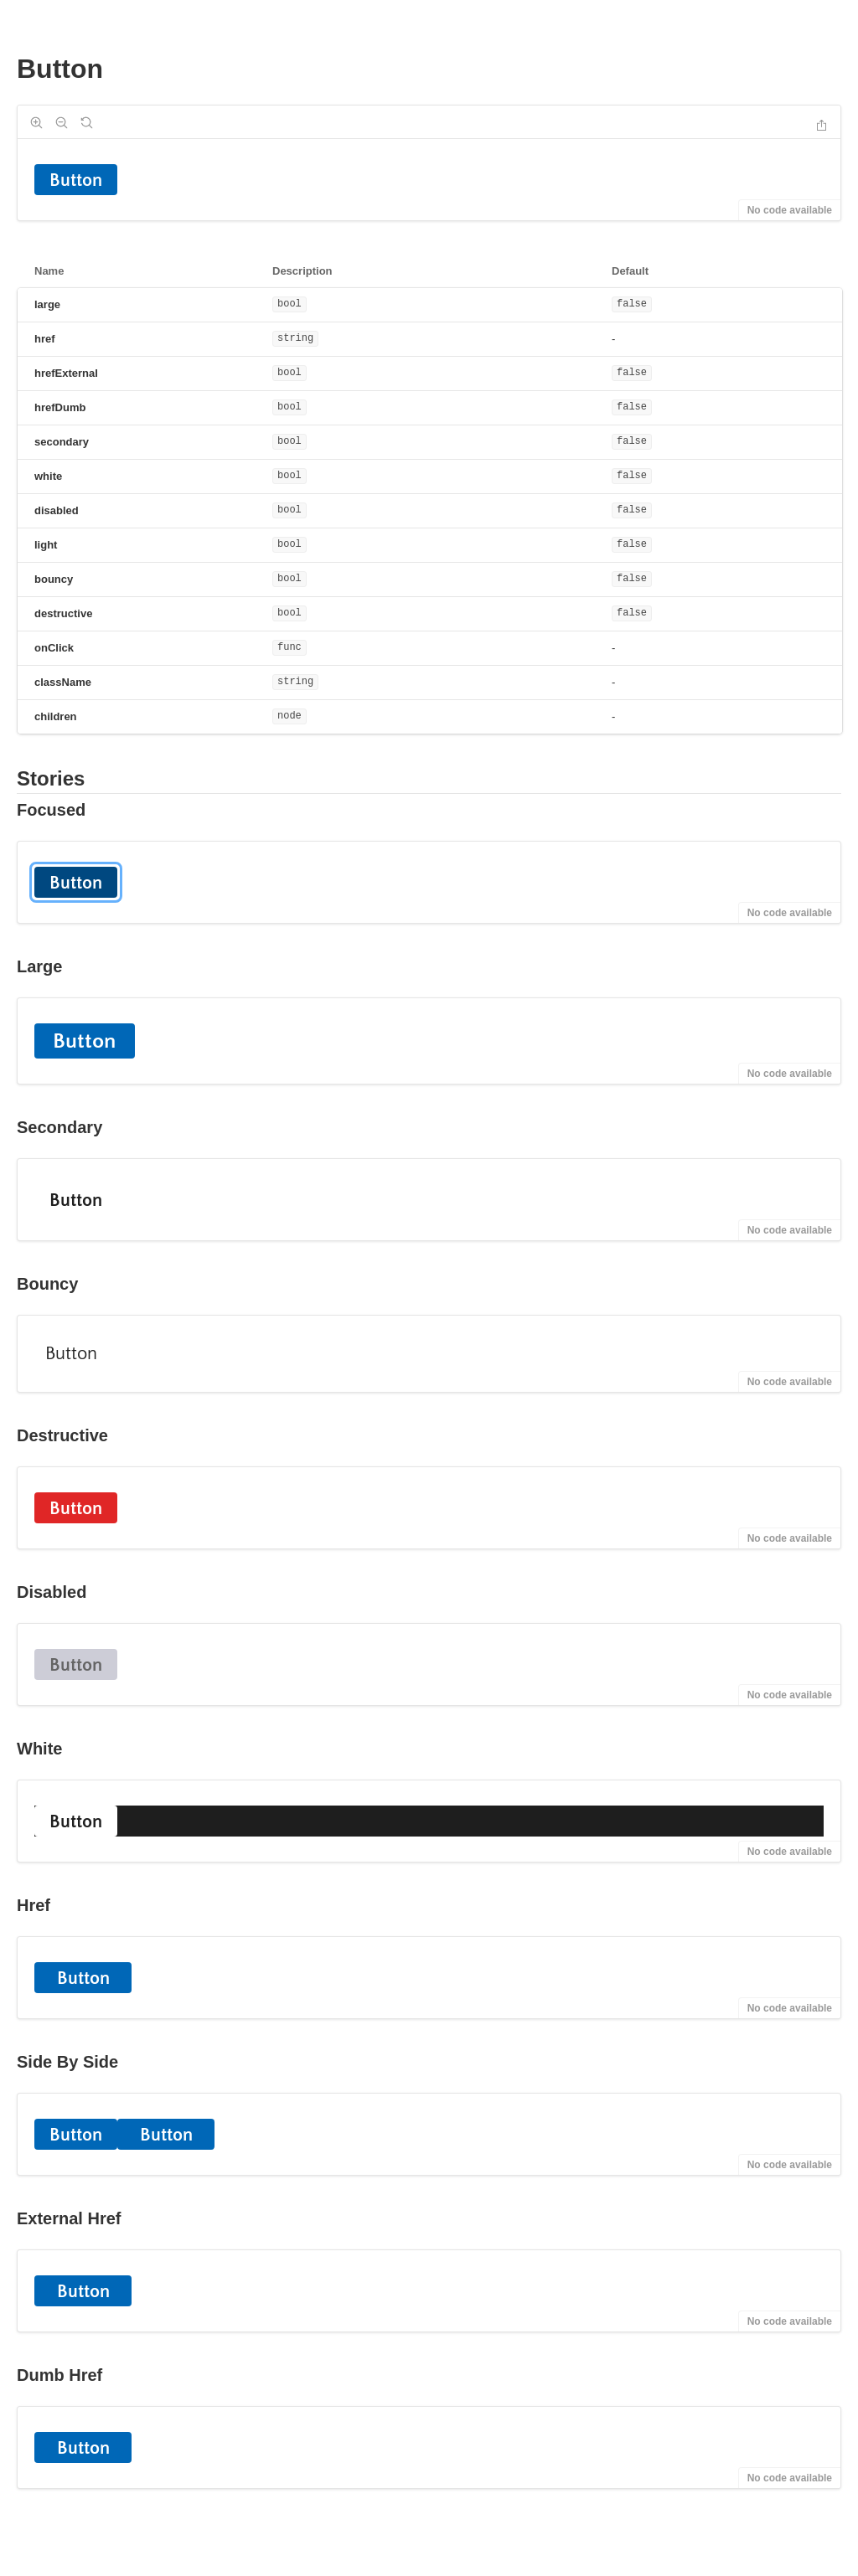 Button
Button
No code available
Name Description Default
large bool false
href string -
hrefExternal bool false
hrefDumb bool false
secondary bool false
white bool false
disabled bool false
light bool false
bouncy bool false
destructive bool false
onClick func -
className string -
children node -
Stories
Focused
Button
No code available
Large
Button
No code available
Secondary
Button
No code available
Bouncy
Button
No code available
Destructive
Button
No code available
Disabled
Button
No code available
White
Button
No code available
Href
Button
No code available
Side By Side
Button Button
No code available
External Href
Button
No code available
Dumb Href
Button
No code available